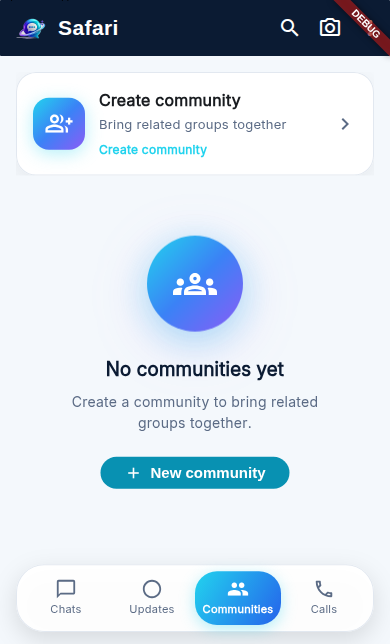 Safari
DEBUG
Create community
Bring related groups together
Create community
No communities yet
Create a community to bring related
groups together.
New community
Chats
Updates
Communities
Calls